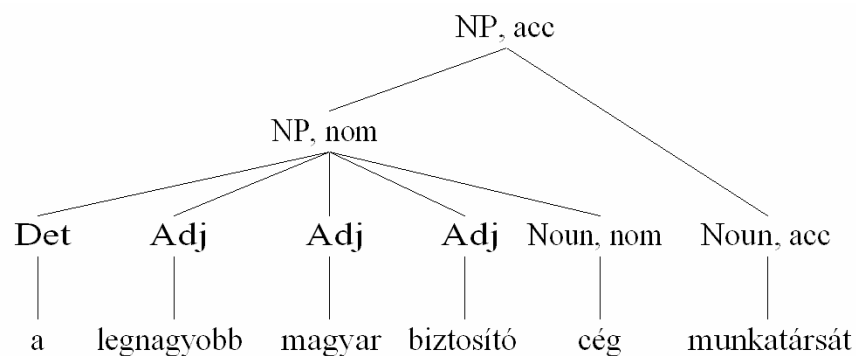 NP, acc
NP, nom
Det Adj Adj Adj Noun, nom Noun, acc
a legnagyobb magyar biztosító cég munkatársát